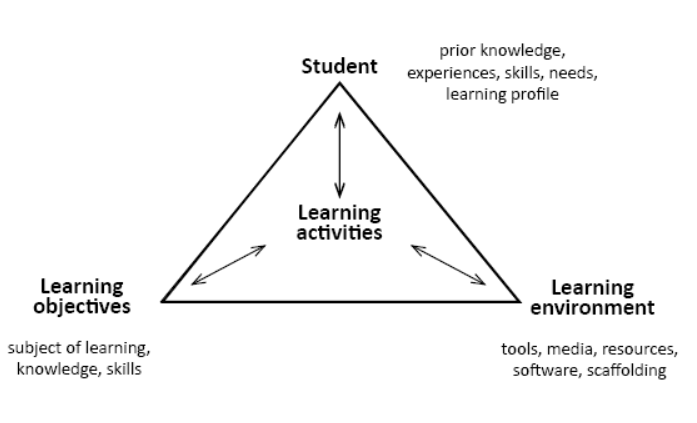 Student
prior knowledge,
experiences, skills, needs,
learning profile
Learning
activities
Learning
objectives
subject of learning,
knowledge, skills
Learning
environment
tools, media, resources,
software, scaffolding